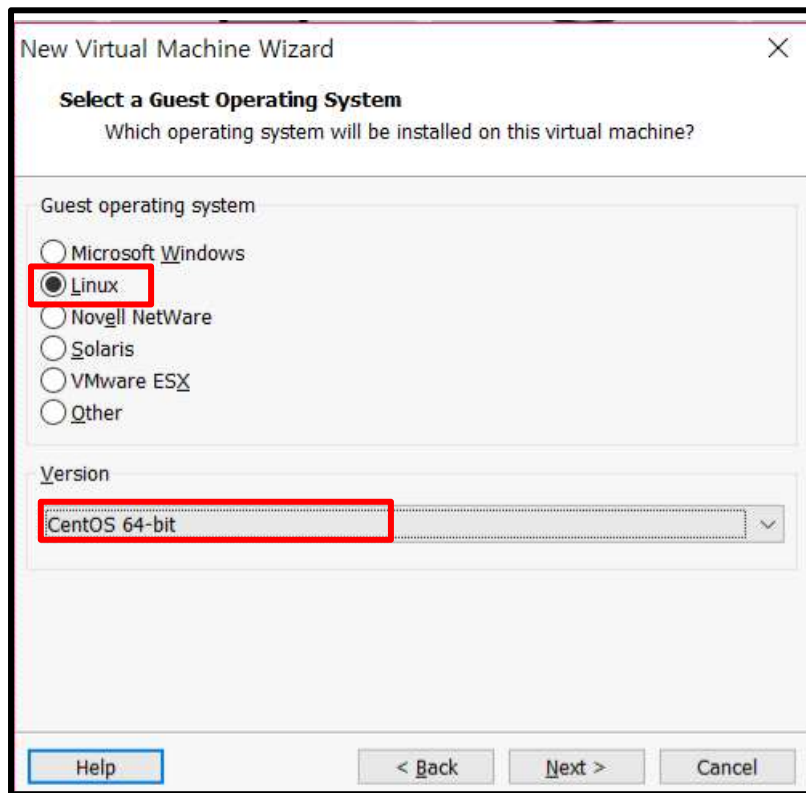 New Virtual Machine Wizard
Select a Guest Operating System
Which operating system will be installed on this virtual machine?
Guest operating system
Microsoft Windows
Linux
Novell NetWare
Solaris
VMware ESX
Other
Version
CentOS 64-bit
Help
< Back
Next >
Cancel